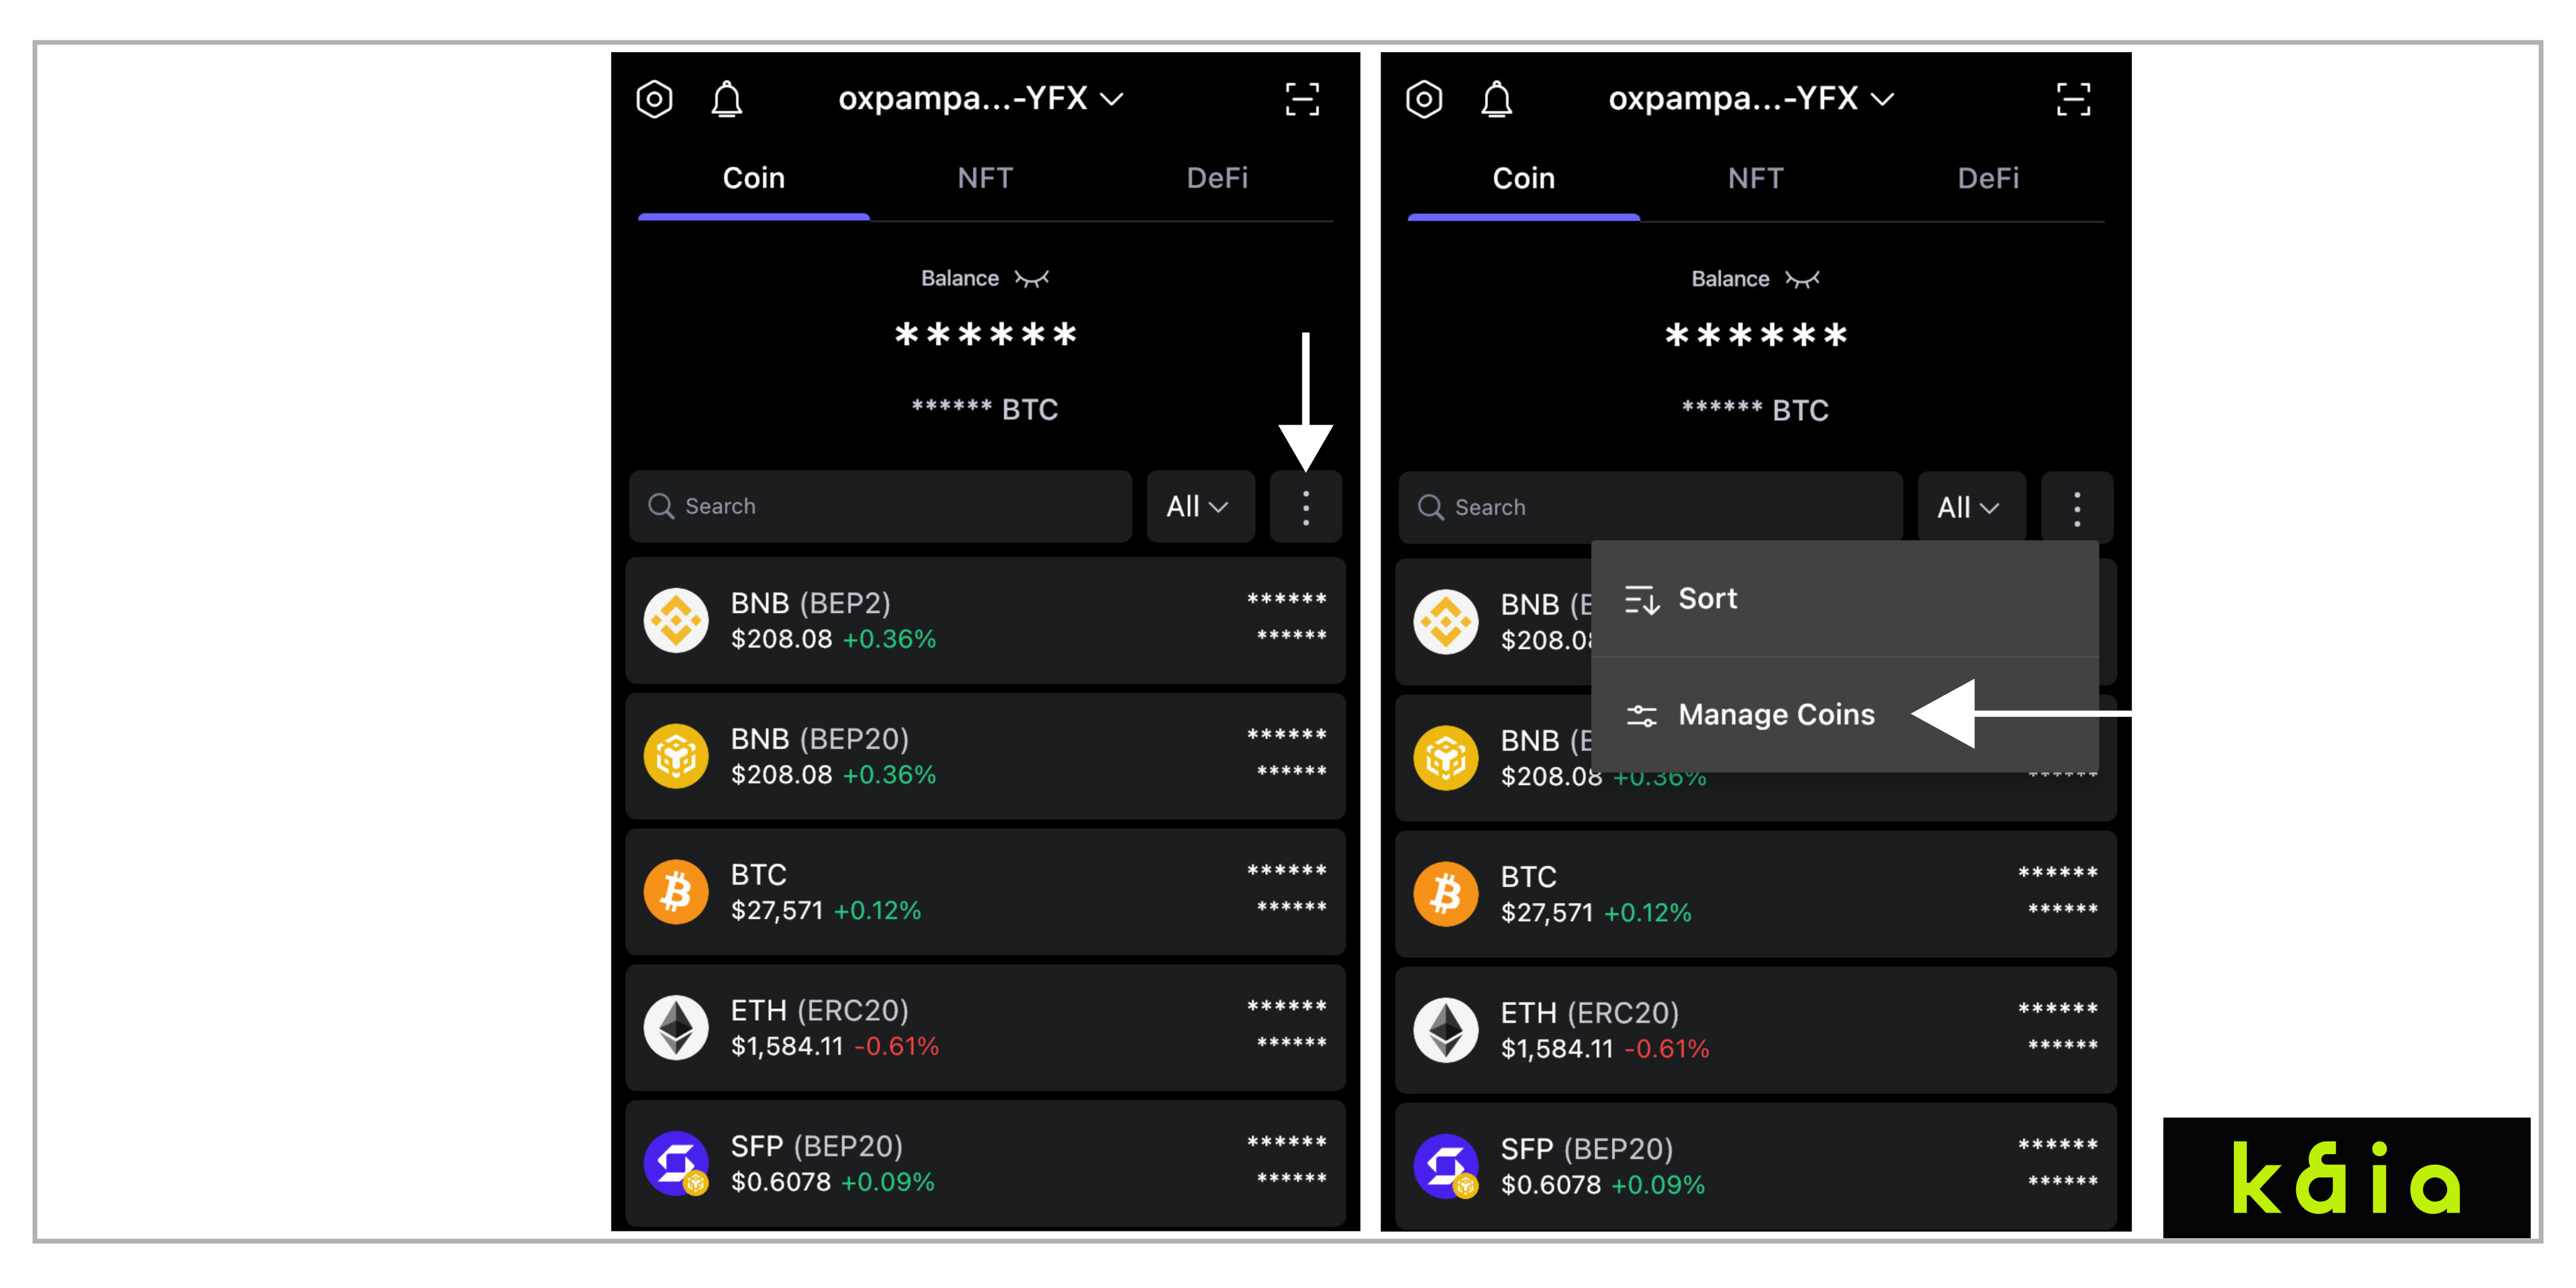 oxpampa...-YFX
Coin NFT DeFi
Balance
******
****** BTC
Search All
BNB (BEP2) ******
$208.08 +0.36% ******
BNB (BEP20) ******
$208.08 +0.36% ******
BTC ******
$27,571 +0.12% ******
ETH (ERC20) ******
$1,584.11 -0.61% ******
SFP (BEP20) ******
$0.6078 +0.09% ******
oxpampa...-YFX
Coin NFT DeFi
Balance
******
****** BTC
Search All
Sort
Manage Coins
BNB (
$208.0
BNB (
$208.08 +0.36% ******
BTC ******
$27,571 +0.12% ******
ETH (ERC20) ******
$1,584.11 -0.61% ******
SFP (BEP20) ******
$0.6078 +0.09% ******
kaia